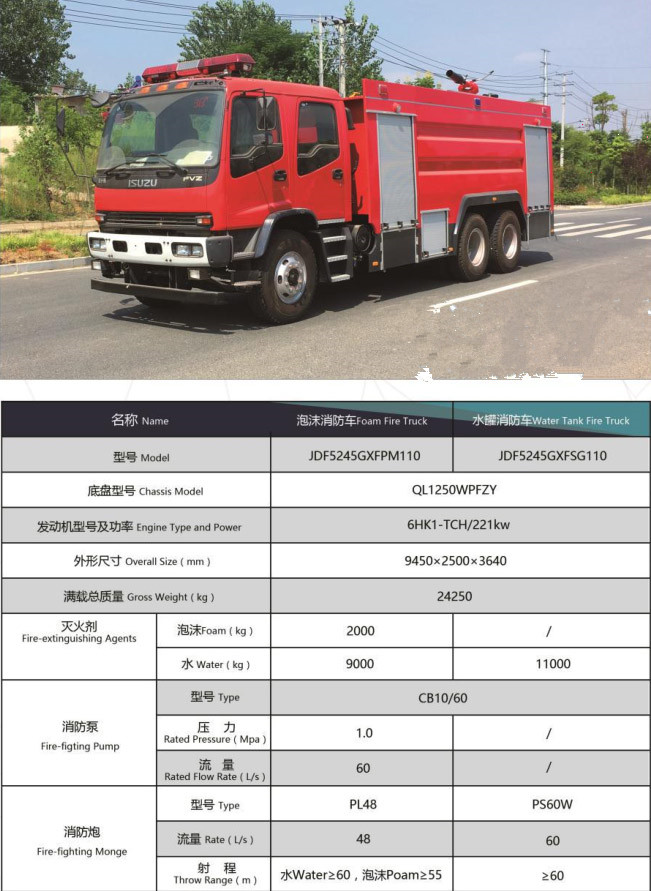 ISUZU FVZ
名称 Name 泡沫消防车Foam Fire Truck 水罐消防车Water Tank Fire Truck
型号 Model JDF5245GXFPM110 JDF5245GXFSG110
底盘型号 Chassis Model QL1250WPFZY
发动机型号及功率 Engine Type and Power 6HK1-TCH/221kw
外形尺寸 Overall Size ( mm ) 9450×2500×3640
满载总质量 Gross Weight ( kg ) 24250
灭火剂
Fire-extinguishing Agents
泡沫Foam ( kg ) 2000 /
水 Water ( kg ) 9000 11000
消防泵
Fire-figting Pump
型号 Type CB10/60
压 力
Rated Pressure ( Mpa ) 1.0 /
流 量
Rated Flow Rate ( L/s ) 60 /
消防炮
Fire-fighting Monge
型号 Type PL48 PS60W
流量 Rate ( L/s ) 48 60
射 程
Throw Range ( m ) 水Water≥60 , 泡沫Poam≥55 ≥60